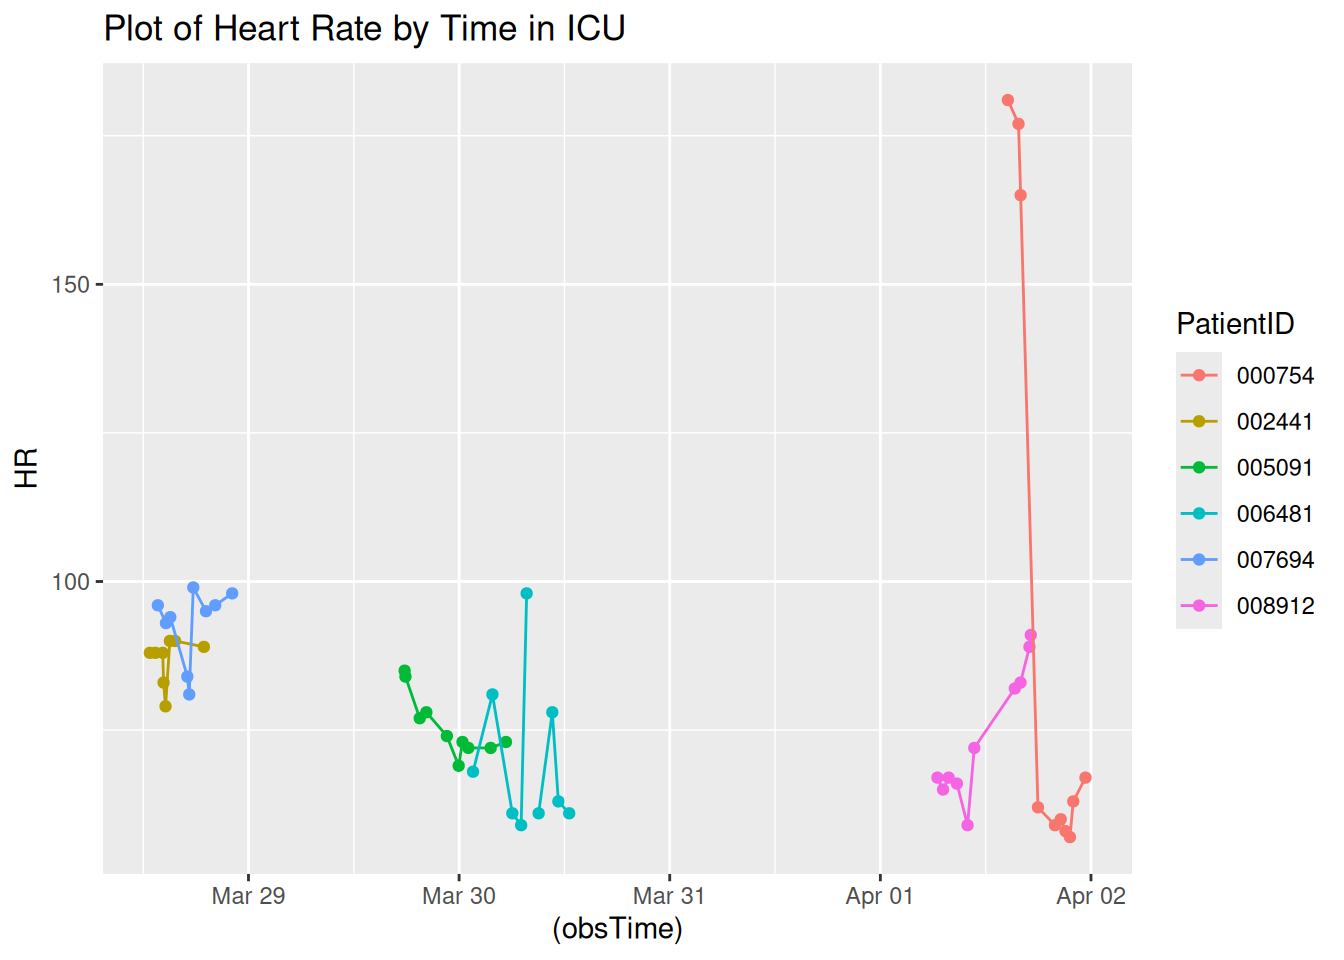 Plot of Heart Rate by Time in ICU
150
100
HR
Mar 29
Mar 30
Mar 31
Apr 01
Apr 02
(obsTime)
PatientID
000754
002441
005091
006481
007694
008912